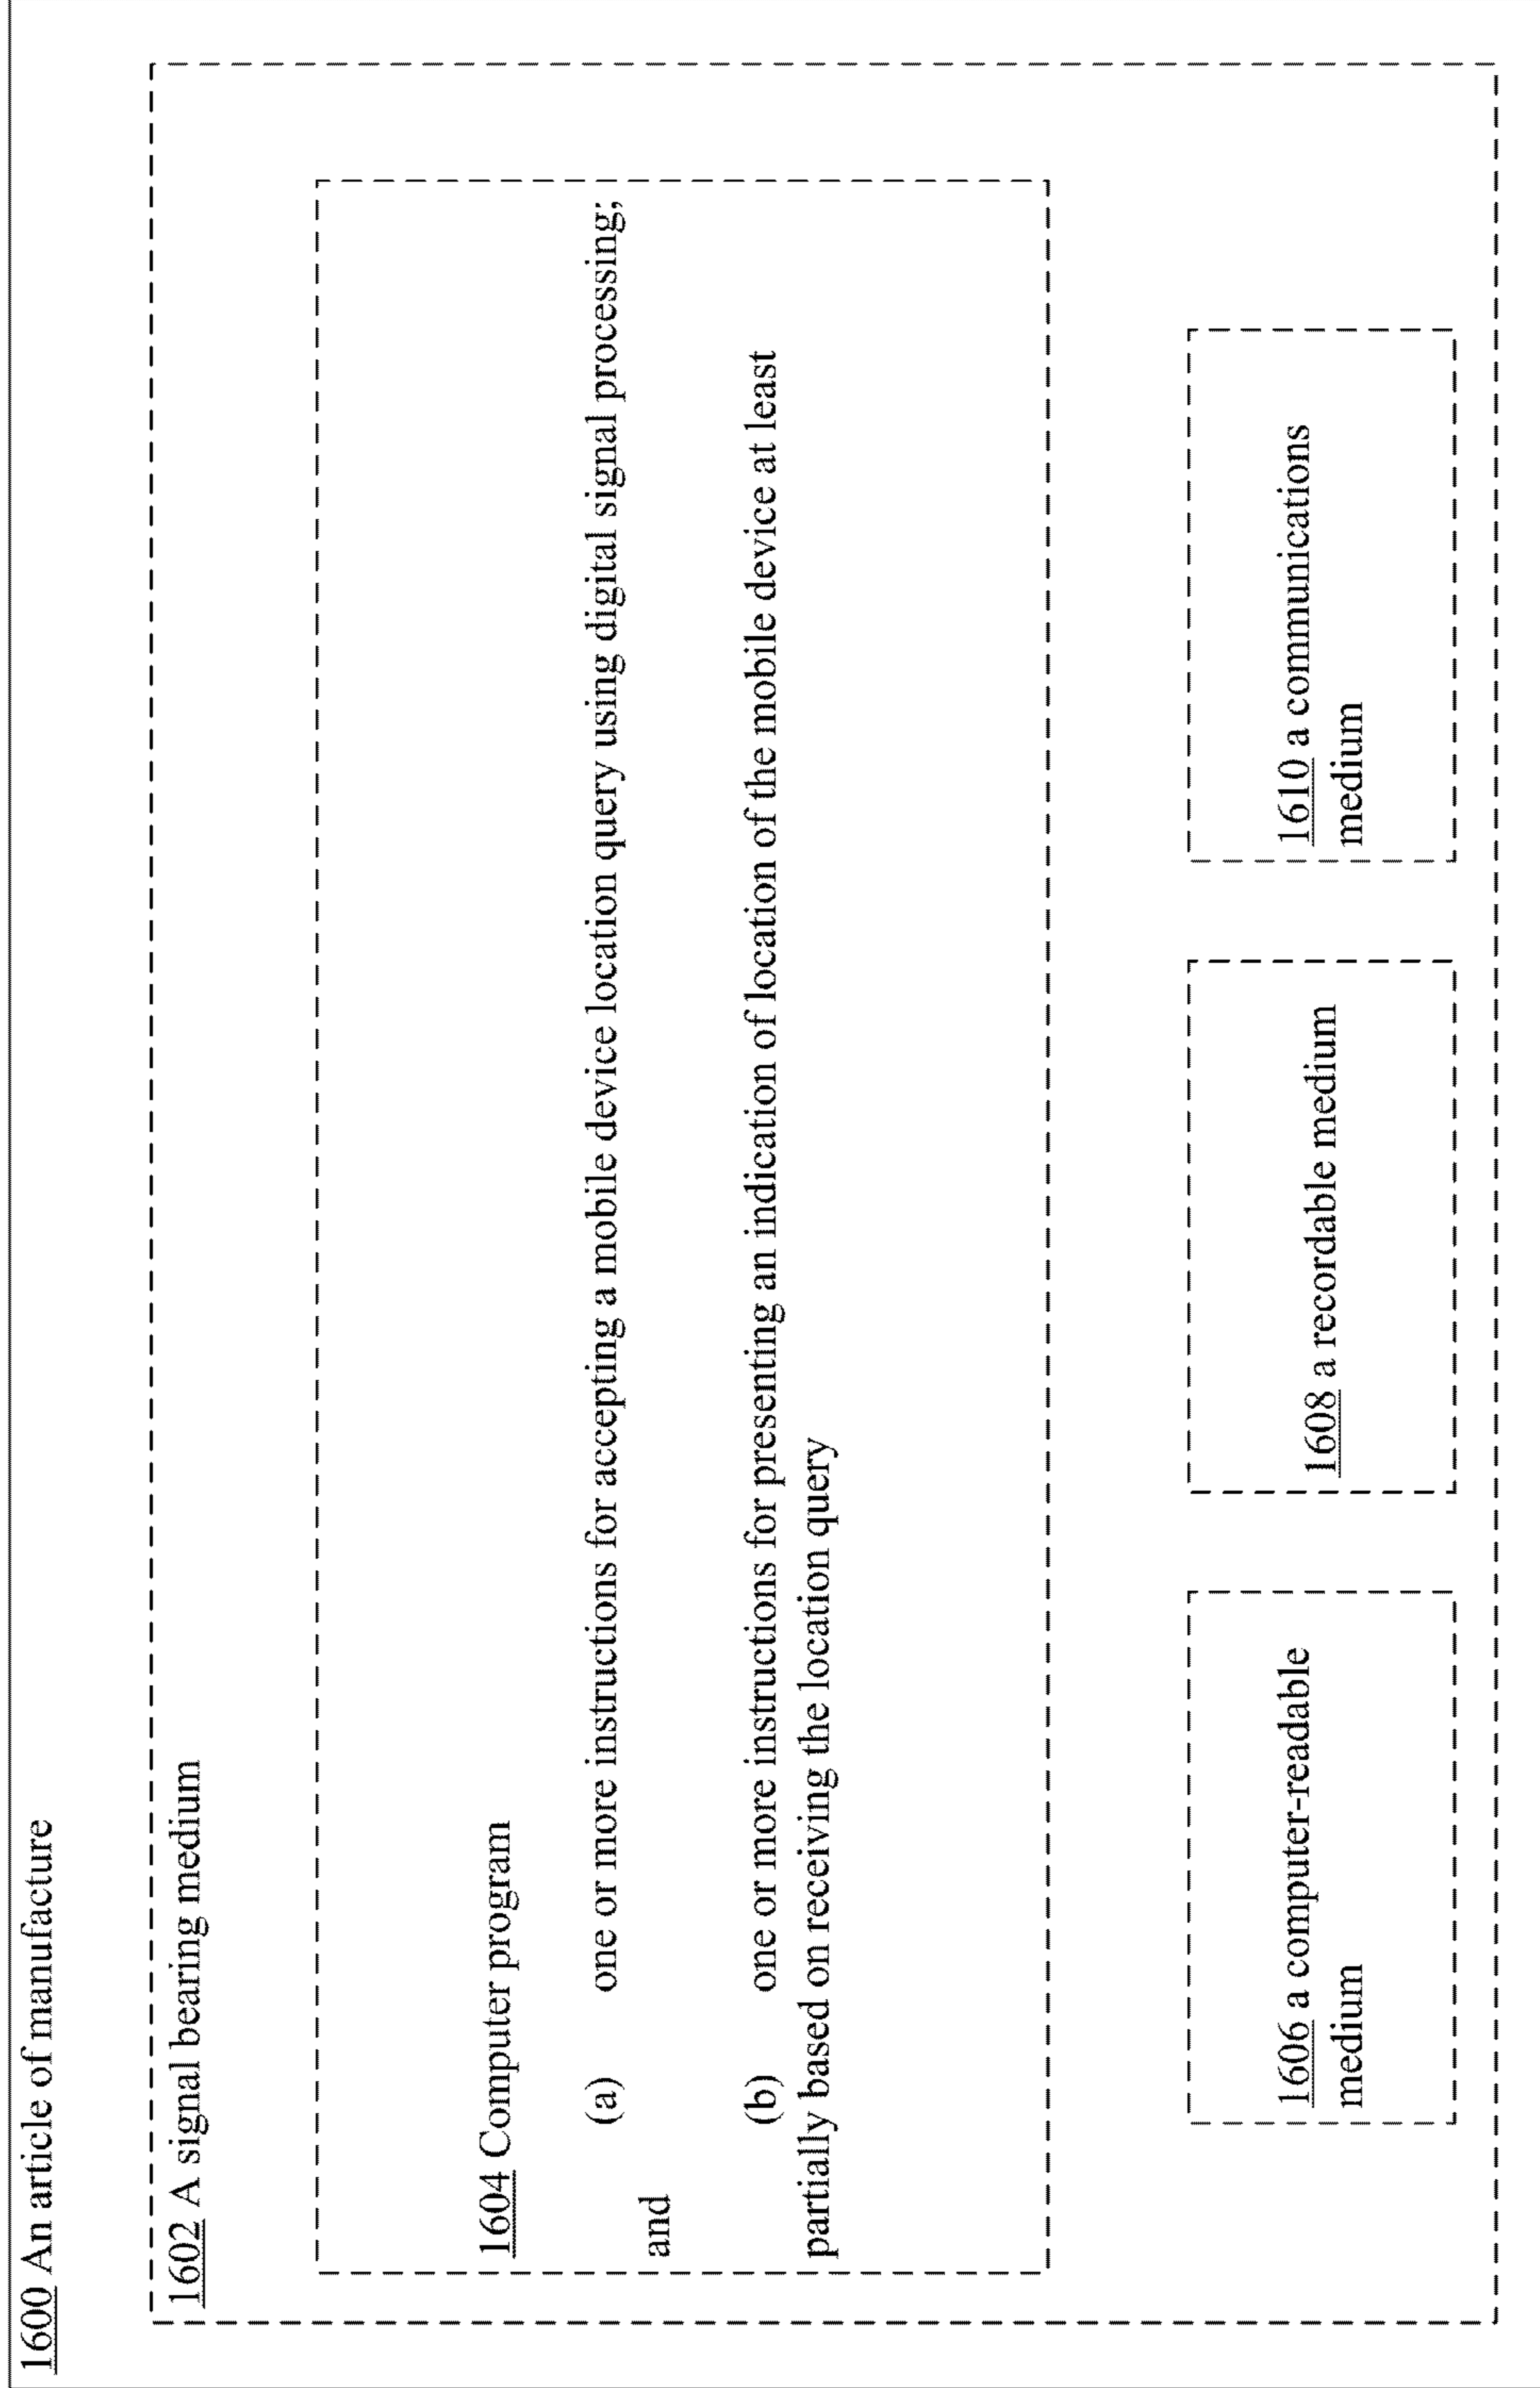 1600 An article of manufacture
1602 A signal bearing medium
1604 Computer program
(a) one or more instructions for accepting a mobile device location query using digital signal processing;
and
(b) one or more instructions for presenting an indication of location of the mobile device at least
partially based on receiving the location query
1606 a computer-readable
medium
1608 a recordable medium
1610 a communications
medium